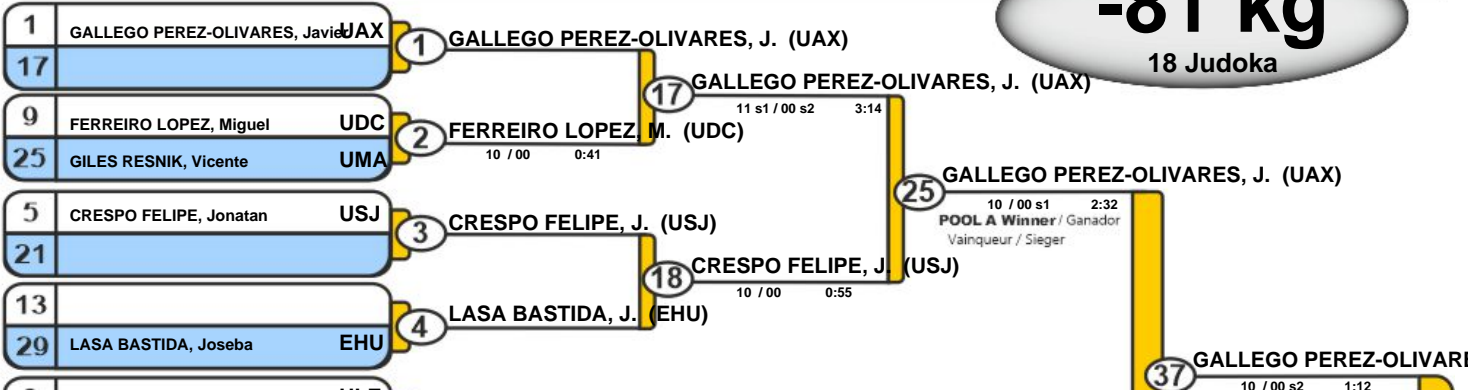 -81 kg
18 Judoka
1 GALLEGO PEREZ-OLIVARES, Javier UAX
17
1 GALLEGO PEREZ-OLIVARES, J. (UAX)
17 GALLEGO PEREZ-OLIVARES, J. (UAX)
11 s1 / 00 s2 3:14
9 FERREIRO LOPEZ, Miguel UDC
25 GILES RESNIK, Vicente UMA
2 FERREIRO LOPEZ, M. (UDC)
10 / 00 0:41
25 GALLEGO PEREZ-OLIVARES, J. (UAX)
10 / 00 s1 2:32
POOL A Winner / Ganador
Vainqueur / Sieger
5 CRESPO FELIPE, Jonatan USJ
21
3 CRESPO FELIPE, J. (USJ)
18 CRESPO FELIPE, J. (USJ)
10 / 00 0:55
13
29 LASA BASTIDA, Joseba EHU
4 LASA BASTIDA, J. (EHU)
37 GALLEGO PEREZ-OLIVARE
10 / 00 s2 1:12